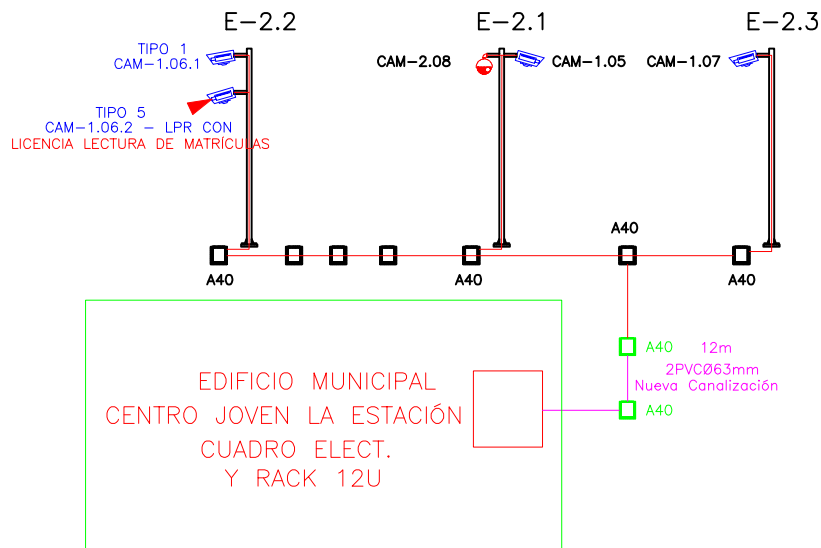 E-2.2
E-2.1
E-2.3
TIPO 1
CAM-1.06.1
CAM-2.08
CAM-1.05
CAM-1.07
TIPO 5
CAM-1.06.2 - LPR CON
LICENCIA LECTURA DE MATRÍCULAS
A40
A40
A40
A40
A40
12m
2PVCØ63mm
Nueva Canalización
A40
EDIFICIO MUNICIPAL
CENTRO JOVEN LA ESTACIÓN
CUADRO ELECT.
Y RACK 12U